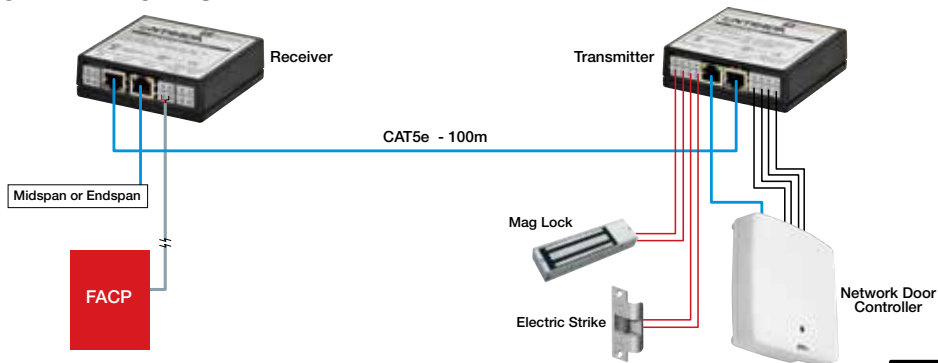 Receiver
Transmitter
CAT5e - 100m
Midspan or Endspan
Mag Lock
FACP
Electric Strike
Network Door
Controller